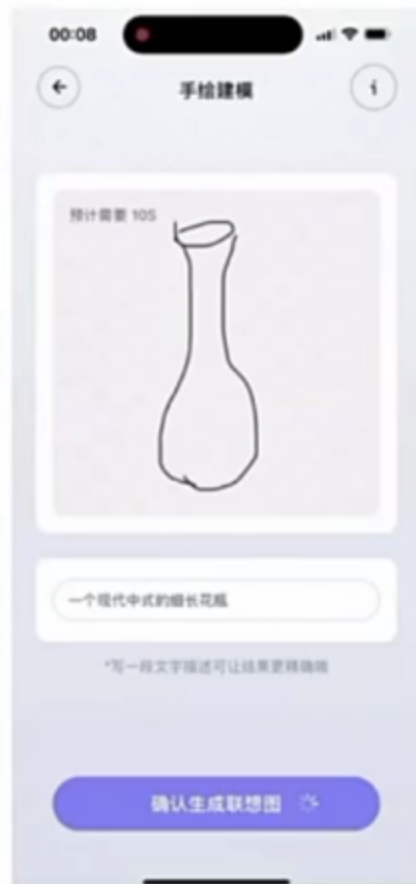 00:08
手绘建模
预计需要 10S
一个现代中式的细长花瓶
*写一段文字描述可让结果更精确哦
确认生成联想图